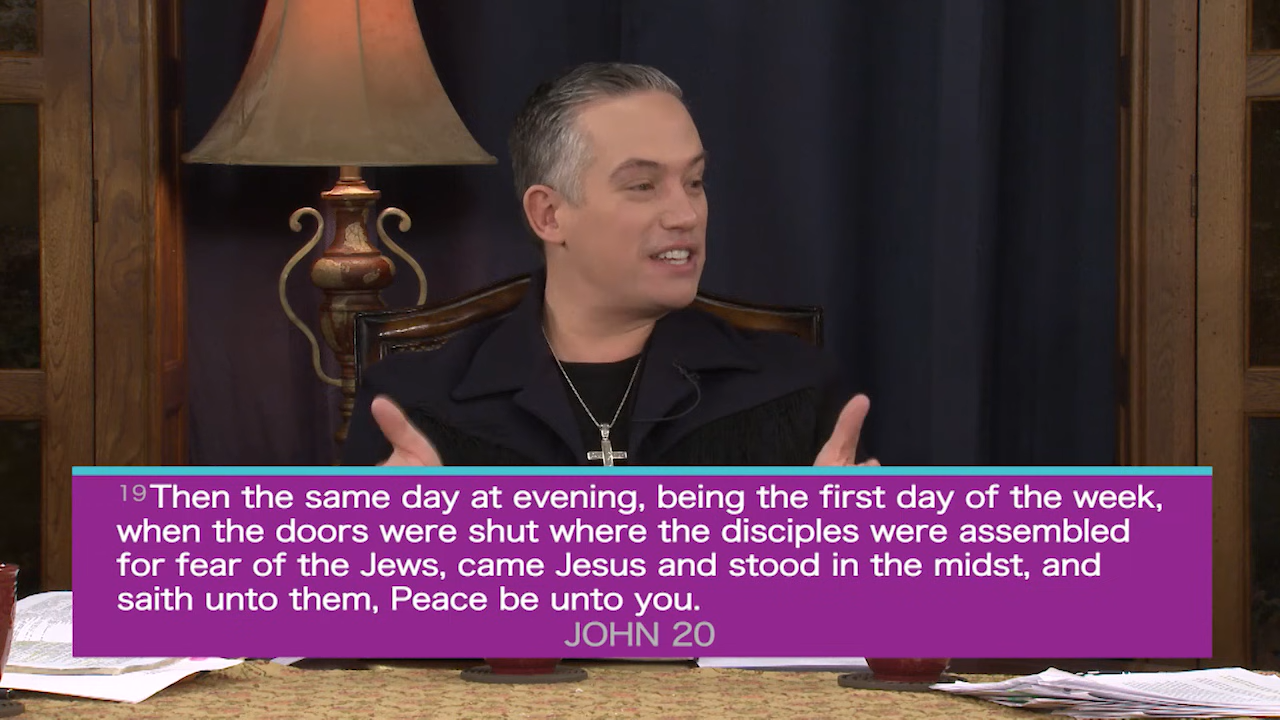 19Then the same day at evening, being the first day of the week,
when the doors were shut where the disciples were assembled
for fear of the Jews, came Jesus and stood in the midst, and
saith unto them, Peace be unto you.
JOHN 20